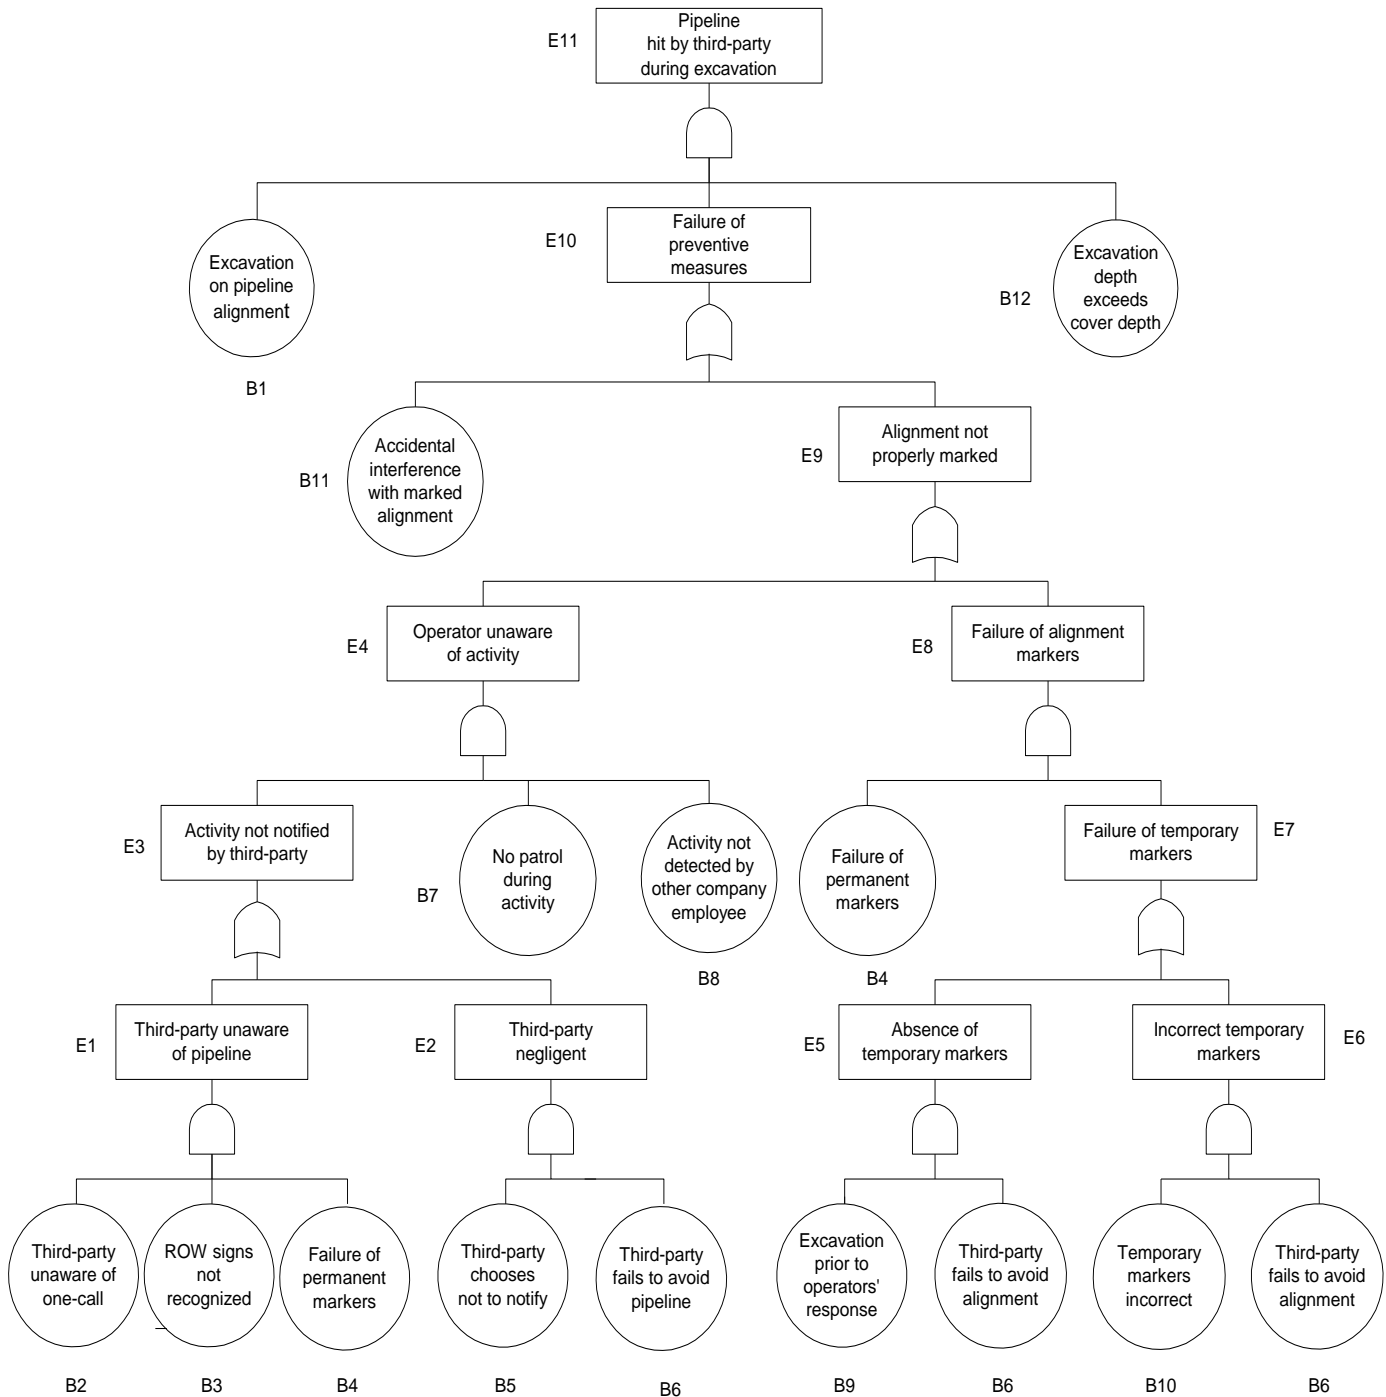 Pipeline
hit by third-party
during excavation
E11
Failure of
preventive
measures
E10
Excavation
on pipeline
alignment
B1
Excavation
depth
exceeds
cover depth
B12
Accidental
interference
with marked
alignment
B11
Alignment not
properly marked
E9
Operator unaware
of activity
E4
Failure of alignment
markers
E8
Activity not notified
by third-party
E3
No patrol
during
activity
B7
Activity not
detected by
other company
employee
B8
Failure of
permanent
markers
B4
Failure of temporary
markers
E7
Third-party unaware
of pipeline
E1
Third-party
negligent
E2
Absence of
temporary markers
E5
Incorrect temporary
markers
E6
Third-party
unaware of
one-call
B2
ROW signs
not
recognized
B3
Failure of
permanent
markers
B4
Third-party
chooses
not to notify
B5
Third-party
fails to avoid
pipeline
B6
Excavation
prior to
operators'
response
B9
Third-party
fails to avoid
alignment
B6
Temporary
markers
incorrect
B10
Third-party
fails to avoid
alignment
B6